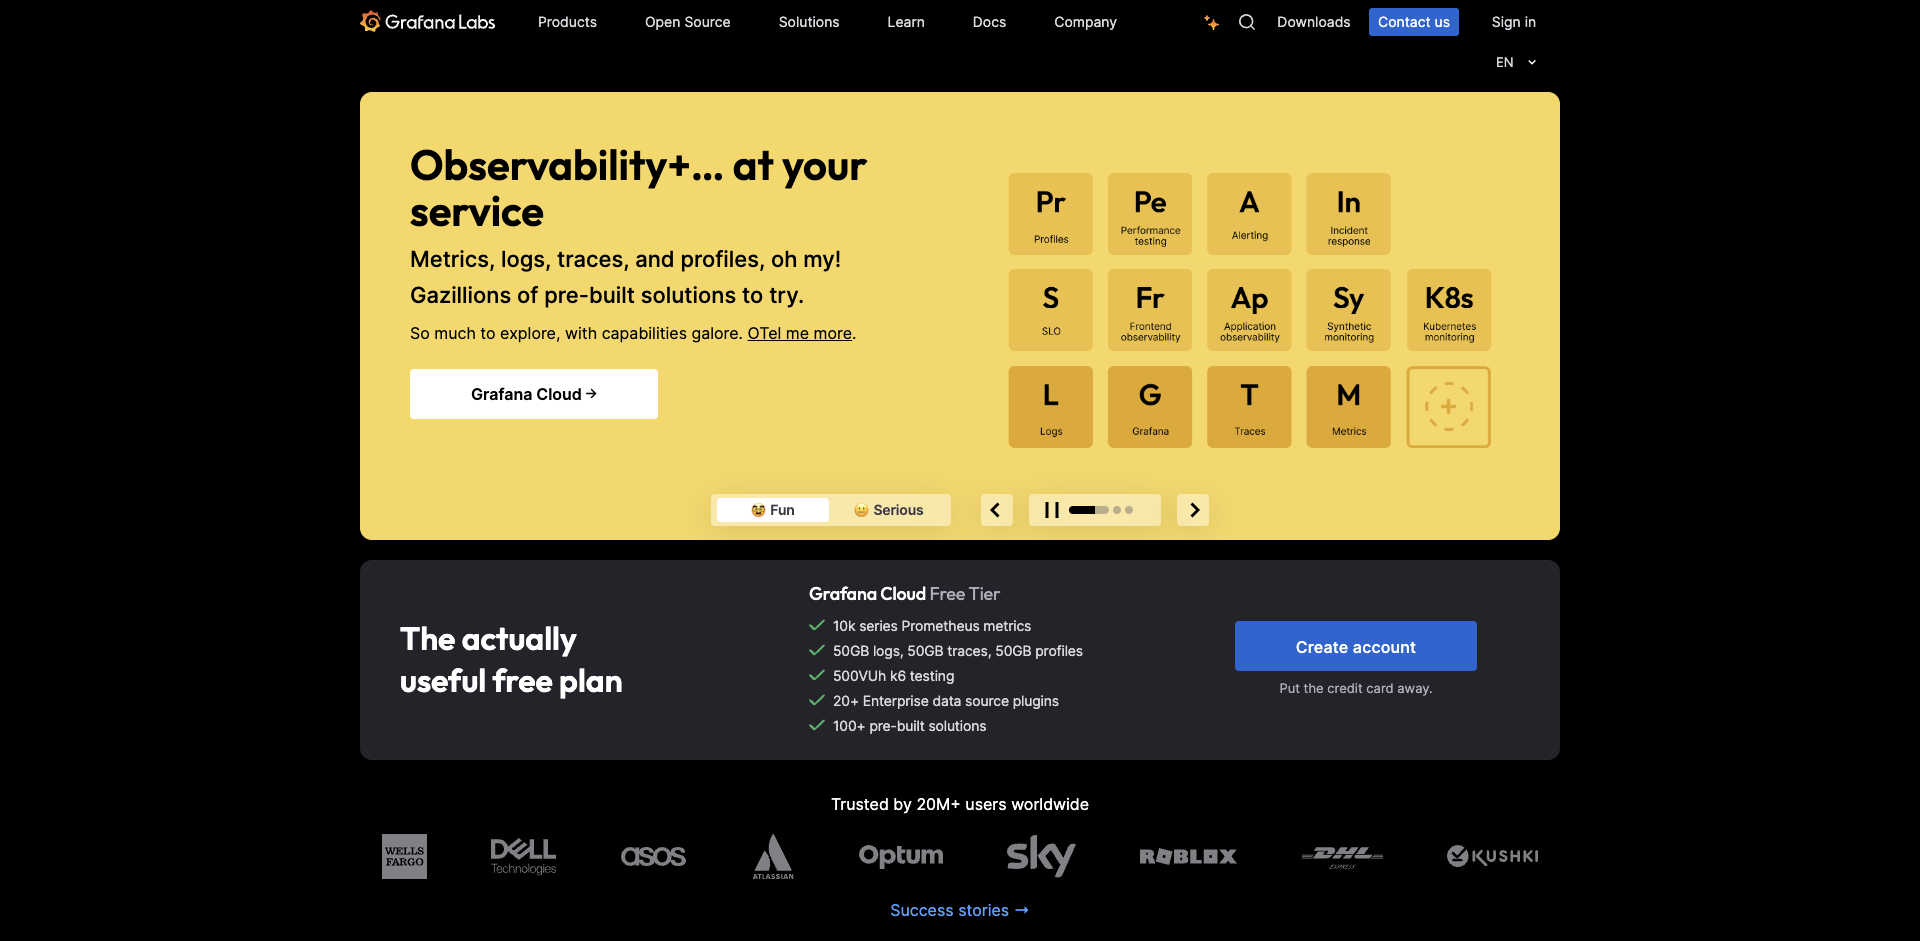 Grafana Labs
Products
Open Source
Solutions
Learn
Docs
Company
Downloads
Contact us
Sign in
EN
Observability+... at your
service
Metrics, logs, traces, and profiles, oh my!
Gazillions of pre-built solutions to try.
So much to explore, with capabilities galore. OTel me more.
Grafana Cloud →
Pr
Profiles
Pe
Performance
testing
A
Alerting
In
Incident
response
S
SLO
Fr
Frontend
observability
Ap
Application
observability
Sy
Synthetic
monitoring
K8s
Kubernetes
monitoring
L
Logs
G
Grafana
T
Traces
M
Metrics
Fun
Serious
The actually
useful free plan
Grafana Cloud Free Tier
10k series Prometheus metrics
50GB logs, 50GB traces, 50GB profiles
500VUh k6 testing
20+ Enterprise data source plugins
100+ pre-built solutions
Create account
Put the credit card away.
Trusted by 20M+ users worldwide
WELLS
FARGO
DELL
Technologies
asos
ATLASSIAN
Optum
sky
ROBLOX
DHL
EXPRESS
KUSHKI
Success stories →